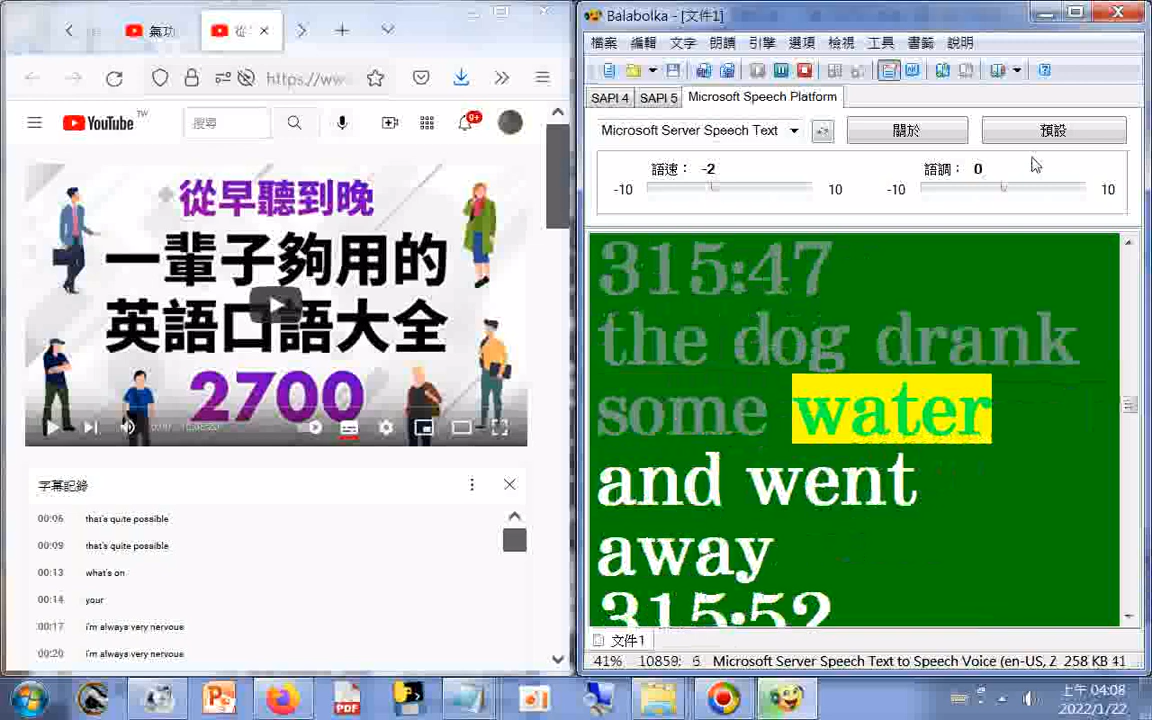 氣功
從
https://www
YouTube TW
搜尋
9+
從早聽到晚
一輩子夠用的
英語口語大全
2700
字幕記錄
00:06 that's quite possible
00:09 that's quite possible
00:13 what's on
00:14 your
00:17 i'm always very nervous
00:20 i'm always very nervous
Balabolka - [文件1]
檔案 編輯 文字 朗讀 引擎 選項 檢視 工具 書籤 說明
SAPI 4 SAPI 5 Microsoft Speech Platform
Microsoft Server Speech Text 關於 預設
語速： -2 語調： 0
-10 10 -10 10
315:47
the dog drank
some water
and went
away
315:52
文件1
41% 10859: 5 Microsoft Server Speech Text to Speech Voice (en-US, Z 258 KB 41
PDF
上午 04:08
2022/1/22